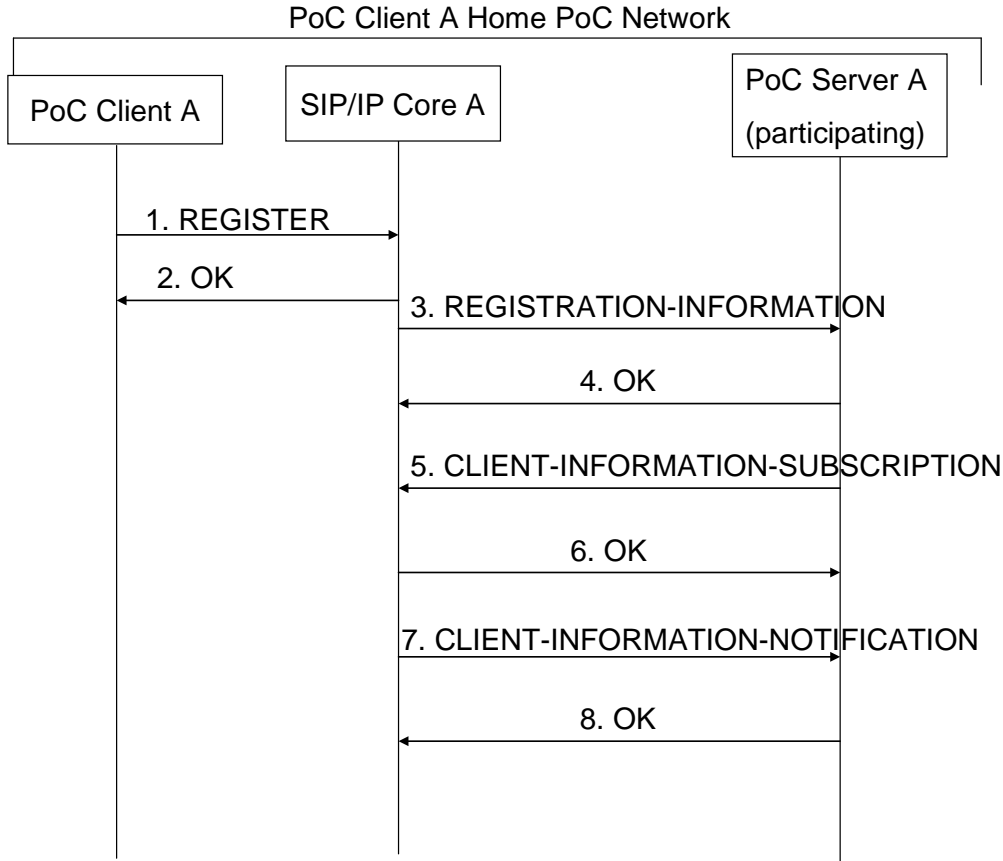 PoC Client A Home PoC Network
PoC Client A
SIP/IP Core A
PoC Server A
(participating)
1. REGISTER
2. OK
3. REGISTRATION-INFORMATION
4. OK
5. CLIENT-INFORMATION-SUBSCRIPTION
6. OK
7. CLIENT-INFORMATION-NOTIFICATION
8. OK